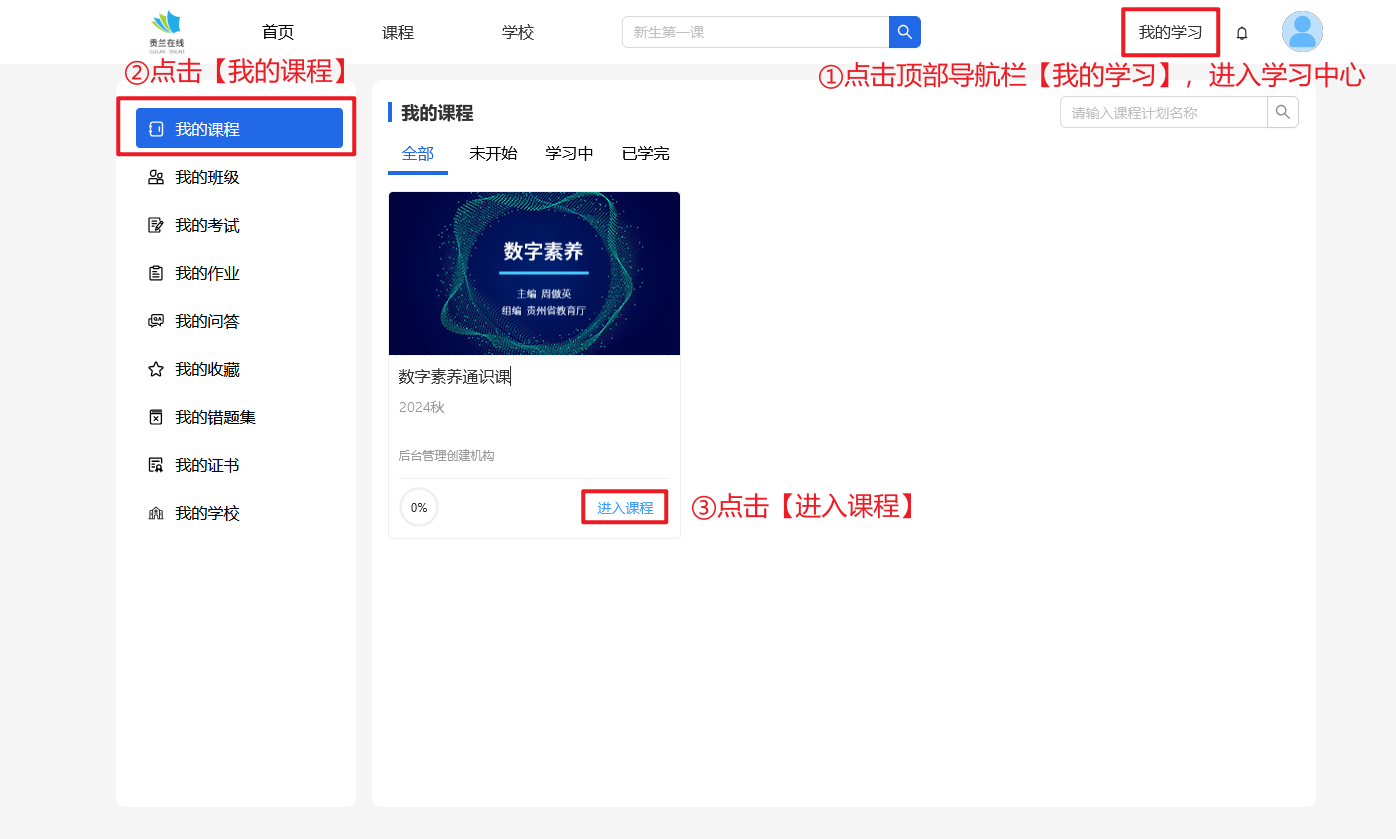 贵兰在线
GUILAN ONLINE
首页
课程
学校
新生第一课
我的学习
②点击【我的课程】
①点击顶部导航栏【我的学习】，进入学习中心
我的课程
我的班级
我的考试
我的作业
我的问答
我的收藏
我的错题集
我的证书
我的学校
我的课程
请输入课程计划名称
全部 未开始 学习中 已学完
数字素养
主编 周傲英
组编 贵州省教育厅
数字素养通识课
2024秋
后台管理创建机构
0%
进入课程
③点击【进入课程】